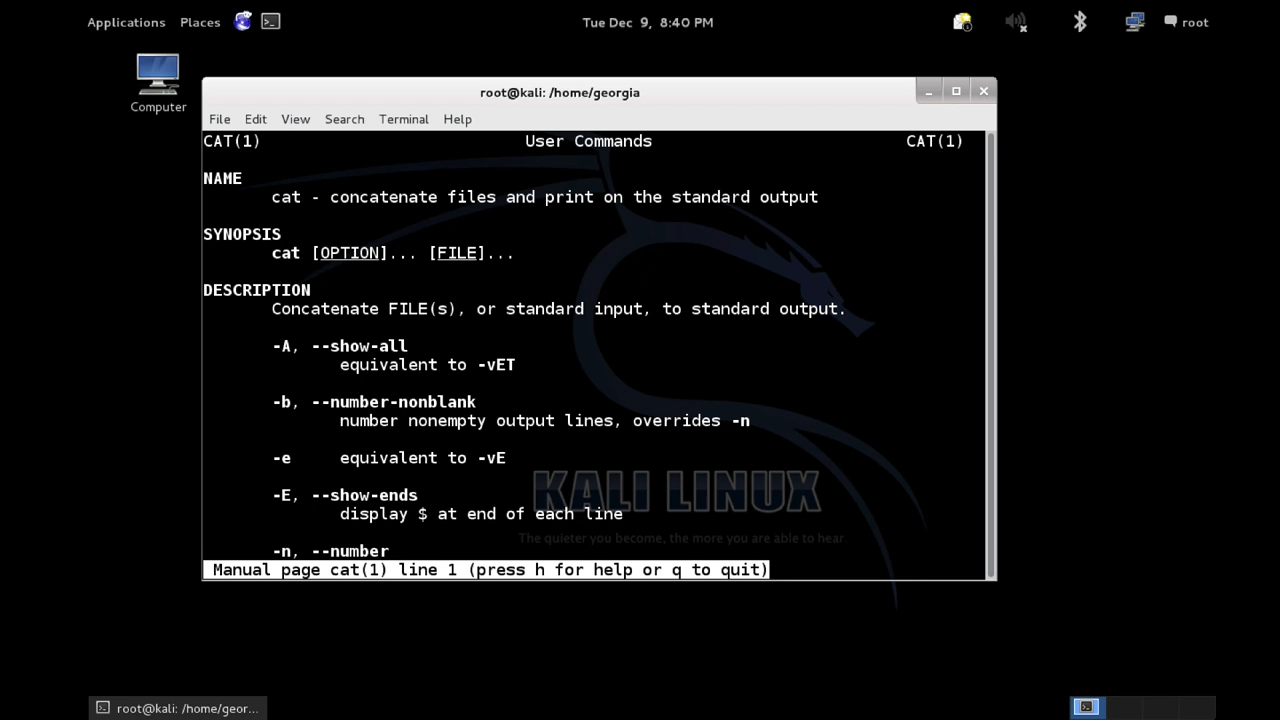 Applications Places Tue Dec 9, 8:40 PM root
Computer
root@kali: /home/georgia
File Edit View Search Terminal Help
CAT(1) User Commands CAT(1)
NAME
cat - concatenate files and print on the standard output
SYNOPSIS
cat [OPTION]... [FILE]...
DESCRIPTION
Concatenate FILE(s), or standard input, to standard output.
-A, --show-all
equivalent to -vET
-b, --number-nonblank
number nonempty output lines, overrides -n
-e equivalent to -vE
-E, --show-ends
display $ at end of each line
-n, --number
Manual page cat(1) line 1 (press h for help or q to quit)
KALI LINUX
The quieter you become, the more you are able to hear
root@kali: /home/geor...